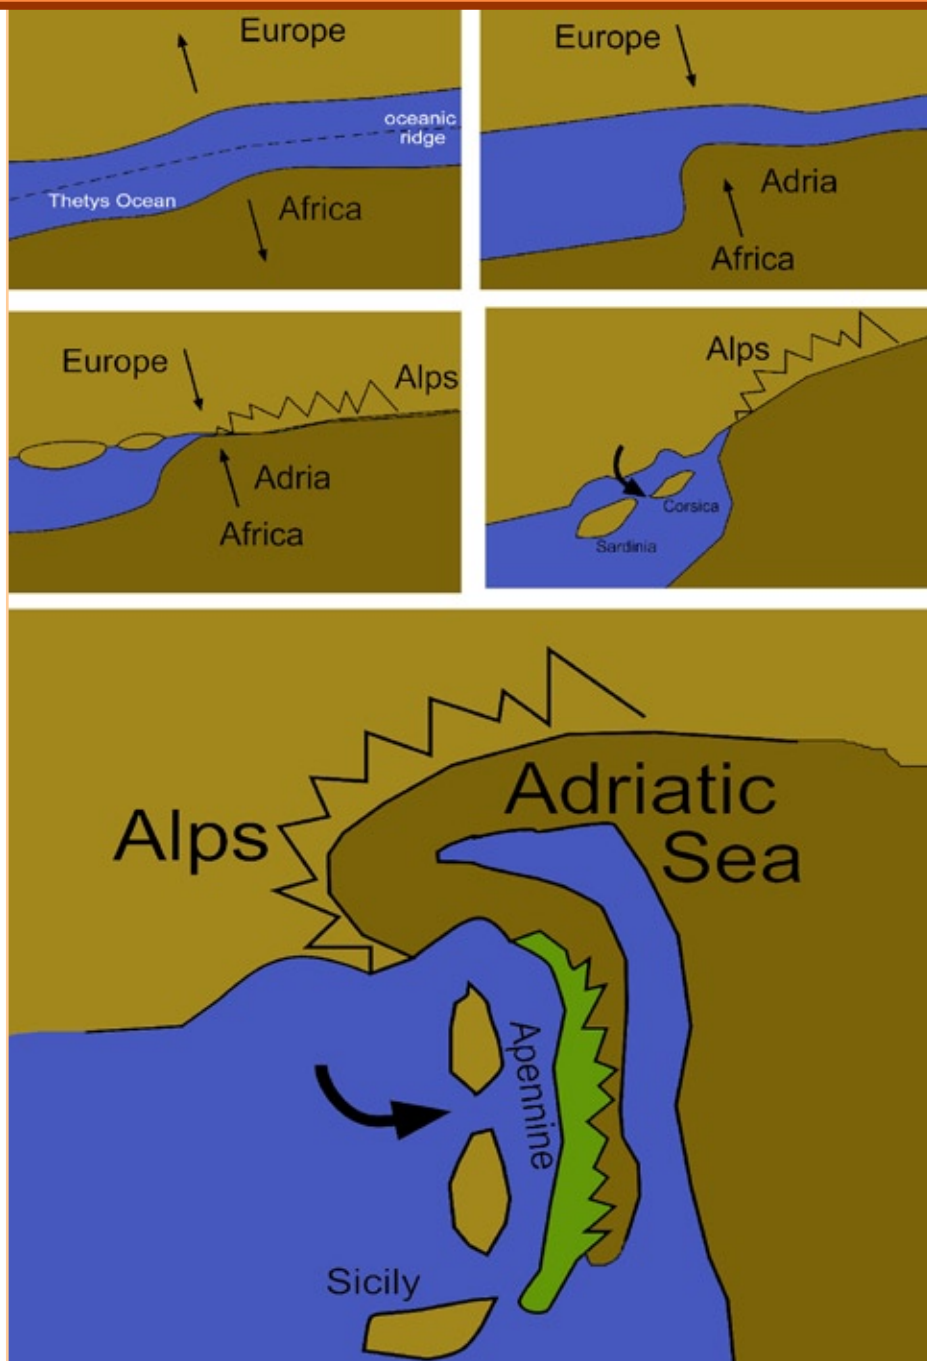 Europe
oceanic
ridge
Thetys Ocean
Africa
Europe
Adria
Africa
Europe
Alps
Adria
Africa
Alps
Corsica
Sardinia
Alps
Adriatic
Sea
Apennine
Sicily